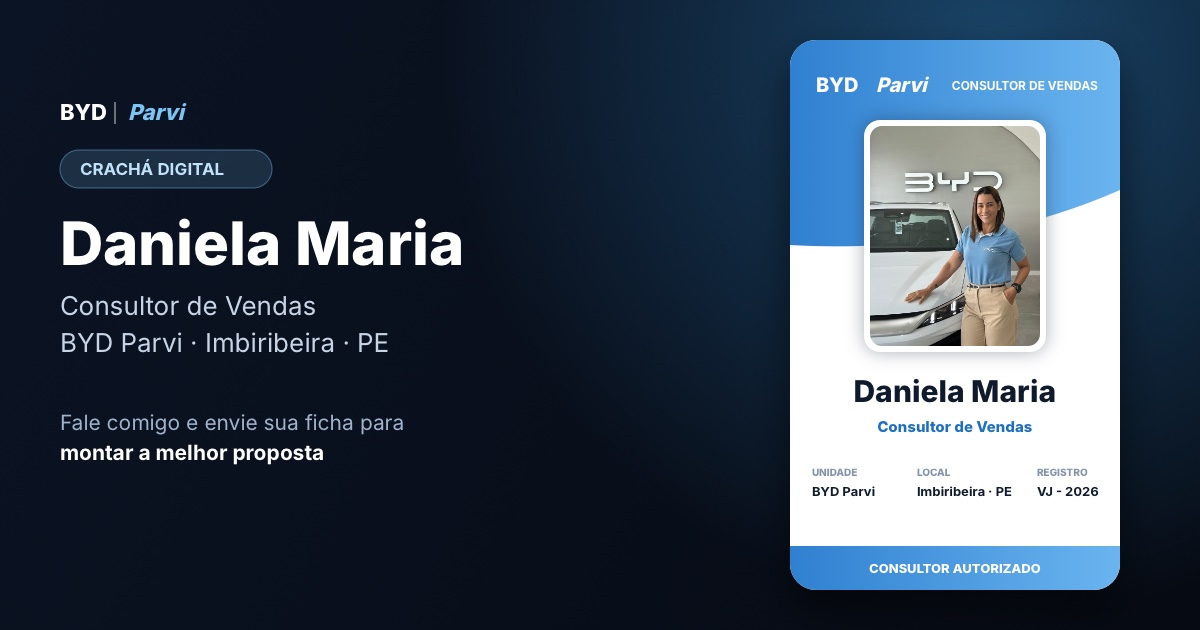 BYD | Parvi
CRACHÁ DIGITAL
Daniela Maria
Consultor de Vendas
BYD Parvi · Imbiribeira · PE
Fale comigo e envie sua ficha para
montar a melhor proposta
BYD Parvi CONSULTOR DE VENDAS
BYD
Daniela Maria
Consultor de Vendas
UNIDADE LOCAL REGISTRO
BYD Parvi Imbiribeira · PE VJ - 2026
CONSULTOR AUTORIZADO